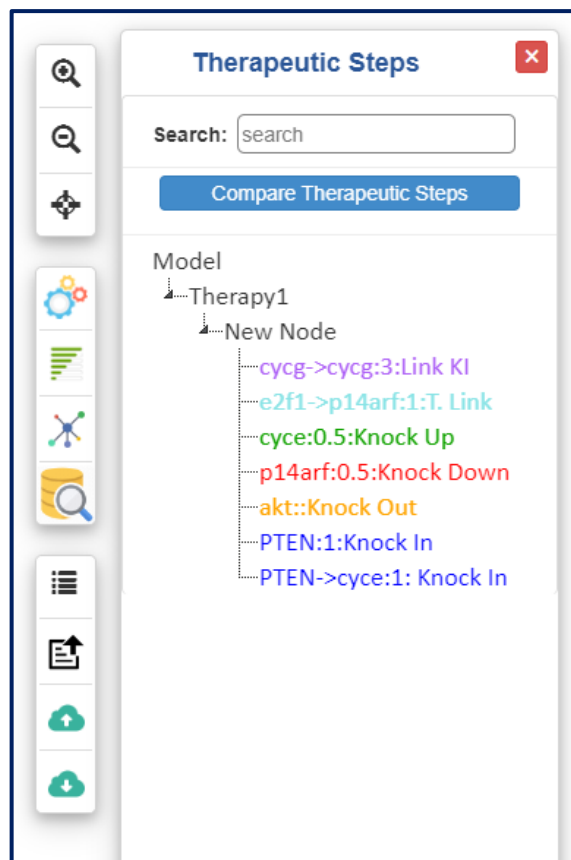 Therapeutic Steps
Search: search
Compare Therapeutic Steps
Model
Therapy1
New Node
cycg->cycg:3:Link KI
e2f1->p14arf:1:T. Link
cyce:0.5:Knock Up
p14arf:0.5:Knock Down
akt::Knock Out
PTEN:1:Knock In
PTEN->cyce:1: Knock In